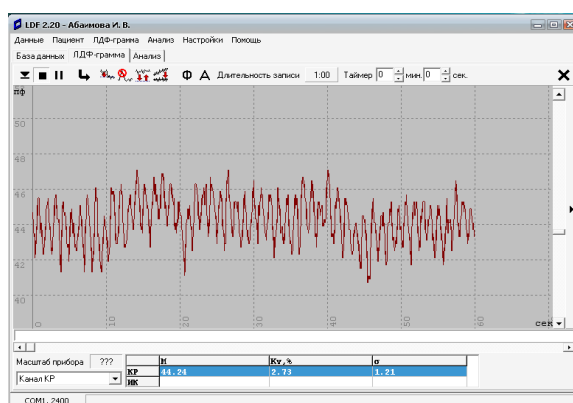 LDF 2.20 - Абаимова И. В.
Данные Пациент ЛДФ-грамма Анализ Настройки Помощь
База данных ЛДФ-грамма Анализ
Ф А Длительность записи 1:00 Таймер 0 мин. 0 сек.
пф
50
48
46
44
42
40
0 10 20 30 40 50 60 сек
Масштаб прибора ??? М Kv,% σ
Канал КР КР 44.24 2.73 1.21
НК
COM1, 2400